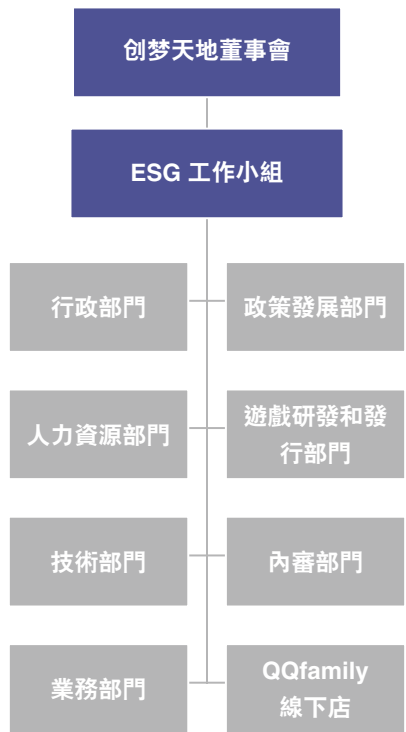 创梦天地董事會
ESG 工作小組
行政部門
政策發展部門
人力資源部門
遊戲研發和發
行部門
技術部門
內審部門
業務部門
QQfamily
線下店